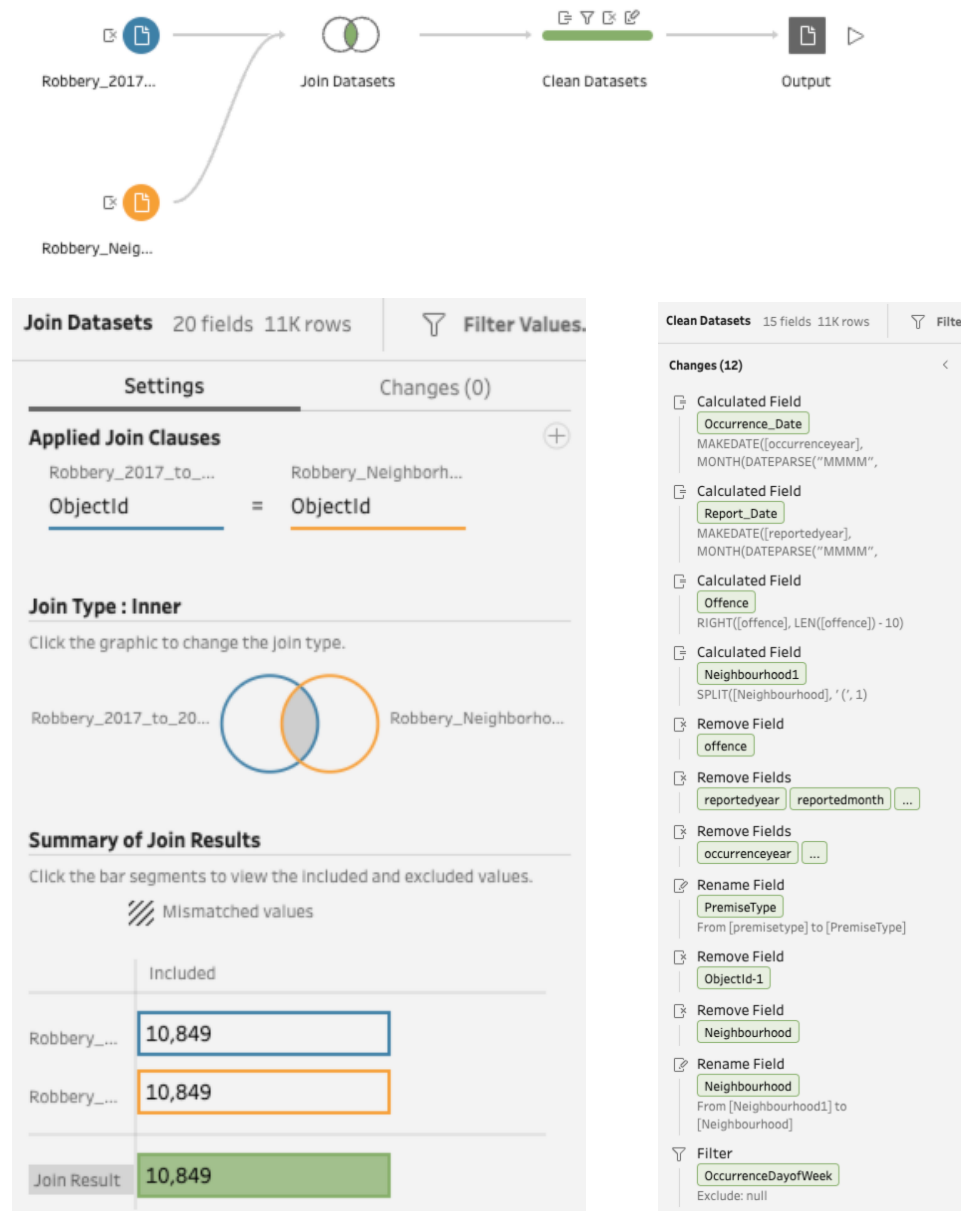 Robbery_2017...
Join Datasets
Clean Datasets
Output
Robbery_Neig...
Join Datasets 20 fields 11K rows
Filter Values.
Settings
Changes (0)
Applied Join Clauses
Robbery_2017_to_...
Robbery_Neighborh...
ObjectId
=
ObjectId
Join Type : Inner
Click the graphic to change the join type.
Robbery_2017_to_20...
Robbery_Neighborho...
Summary of Join Results
Click the bar segments to view the included and excluded values.
Mismatched values
Included
Robbery_...
10,849
Robbery_...
10,849
Join Result
10,849
Clean Datasets 15 fields 11K rows
Filte
Changes (12)
Calculated Field
Occurrence_Date
MAKEDATE([occurrenceyear],
MONTH(DATEPARSE("MMMM",
Calculated Field
Report_Date
MAKEDATE([reportedyear],
MONTH(DATEPARSE("MMMM",
Calculated Field
Offence
RIGHT([offence], LEN([offence]) - 10)
Calculated Field
Neighbourhood1
SPLIT([Neighbourhood], ' (', 1)
Remove Field
offence
Remove Fields
reportedyear reportedmonth ...
Remove Fields
occurrenceyear ...
Rename Field
PremiseType
From [premisetype] to [PremiseType]
Remove Field
ObjectId-1
Remove Field
Neighbourhood
Rename Field
Neighbourhood
From [Neighbourhood1] to
[Neighbourhood]
Filter
OccurrenceDayofWeek
Exclude: null